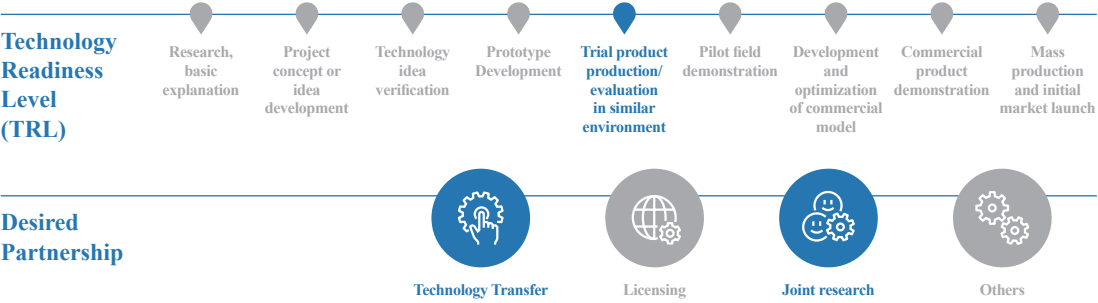 Technology
Readiness
Level
(TRL)
Research,
basic
explanation
Project
concept or
idea
development
Technology
idea
verification
Prototype
Development
Trial product
production/
evaluation
in similar
environment
Pilot field
demonstration
Development
and
optimization
of commercial
model
Commercial
product
demonstration
Mass
production
and initial
market launch
Desired
Partnership
Technology Transfer
Licensing
Joint research
Others